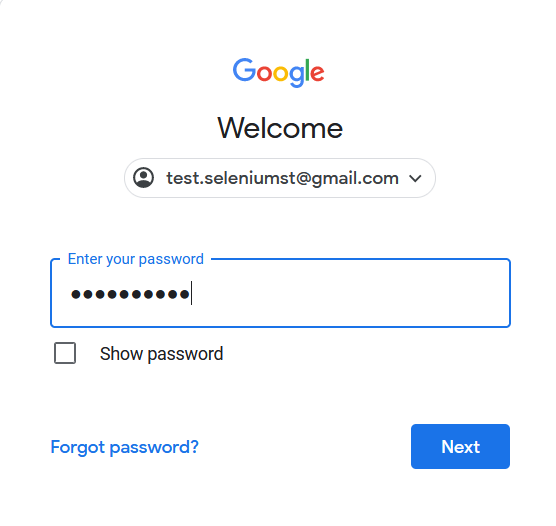 Google
Welcome
test.seleniumst@gmail.com
Enter your password
●●●●●●●●●●
Show password
Forgot password?
Next